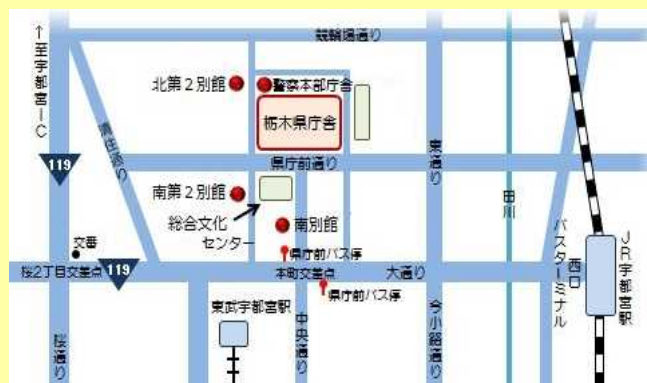 競輪場通り
↑至宇都宮IC
北第2別館
警察本部庁舎
栃木県庁舎
清住通り
119
県庁前通り
東通り
南第2別館
田川
総合文化
センター
南別館
県庁前バス停
交番
桜2丁目交差点
119
本町交差点
大通り
県庁前バス停
バスターミナル
西口
JR宇都宮駅
東武宇都宮駅
桜通り
中央通り
今小路通り